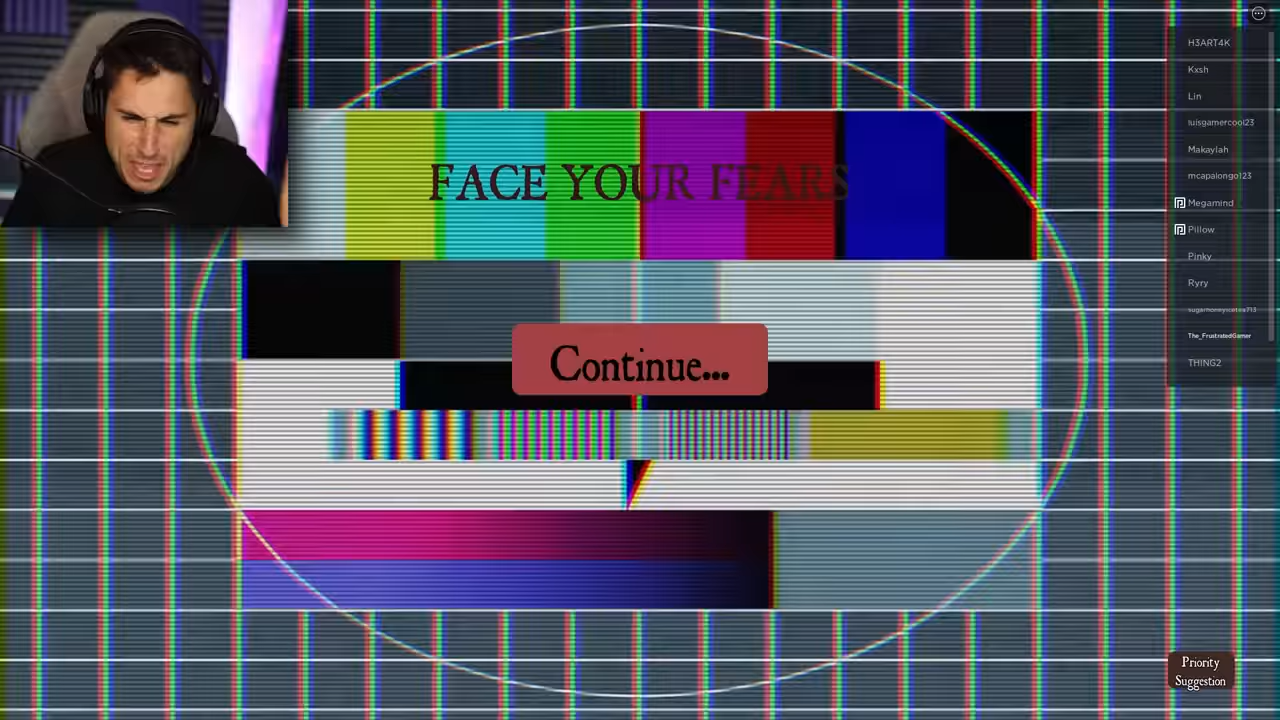 FACE YOUR FEARS
Continue...
H3ART4K
Kxsh
Lin
luisgamercool23
Makaylah
mcapalongo123
Megamind
Pillow
Pinky
Ryry
The_FrustratedGamer
THING2
Priority
Suggestion